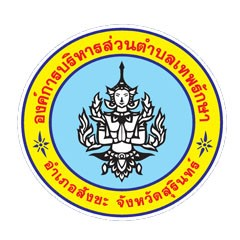 องค์การบริหารส่วนตำบลเทพรักษา
อำเภอสังขะ จังหวัดสุรินทร์